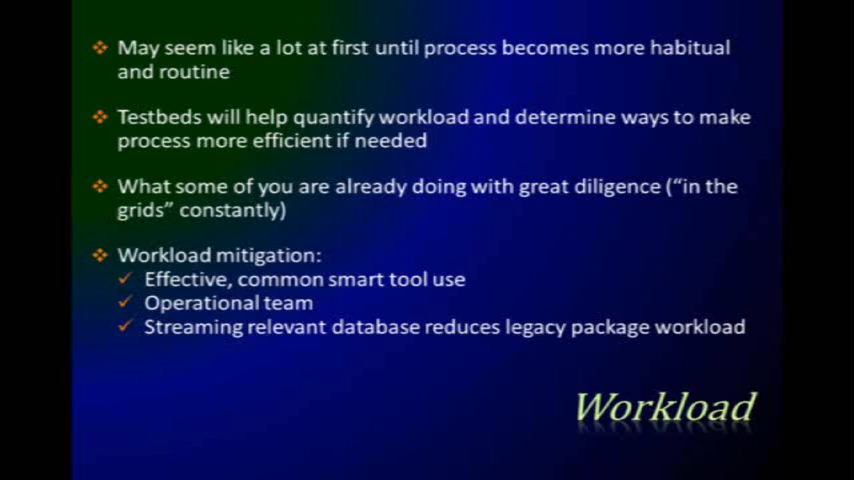 May seem like a lot at first until process becomes more habitual
and routine
Testbeds will help quantify workload and determine ways to make
process more efficient if needed
What some of you are already doing with great diligence (“in the
grids” constantly)
Workload mitigation:
Effective, common smart tool use
Operational team
Streaming relevant database reduces legacy package workload
Workload